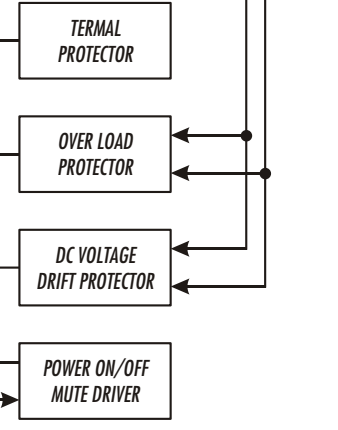 TERMAL
PROTECTOR
OVER LOAD
PROTECTOR
DC VOLTAGE
DRIFT PROTECTOR
POWER ON/OFF
MUTE DRIVER